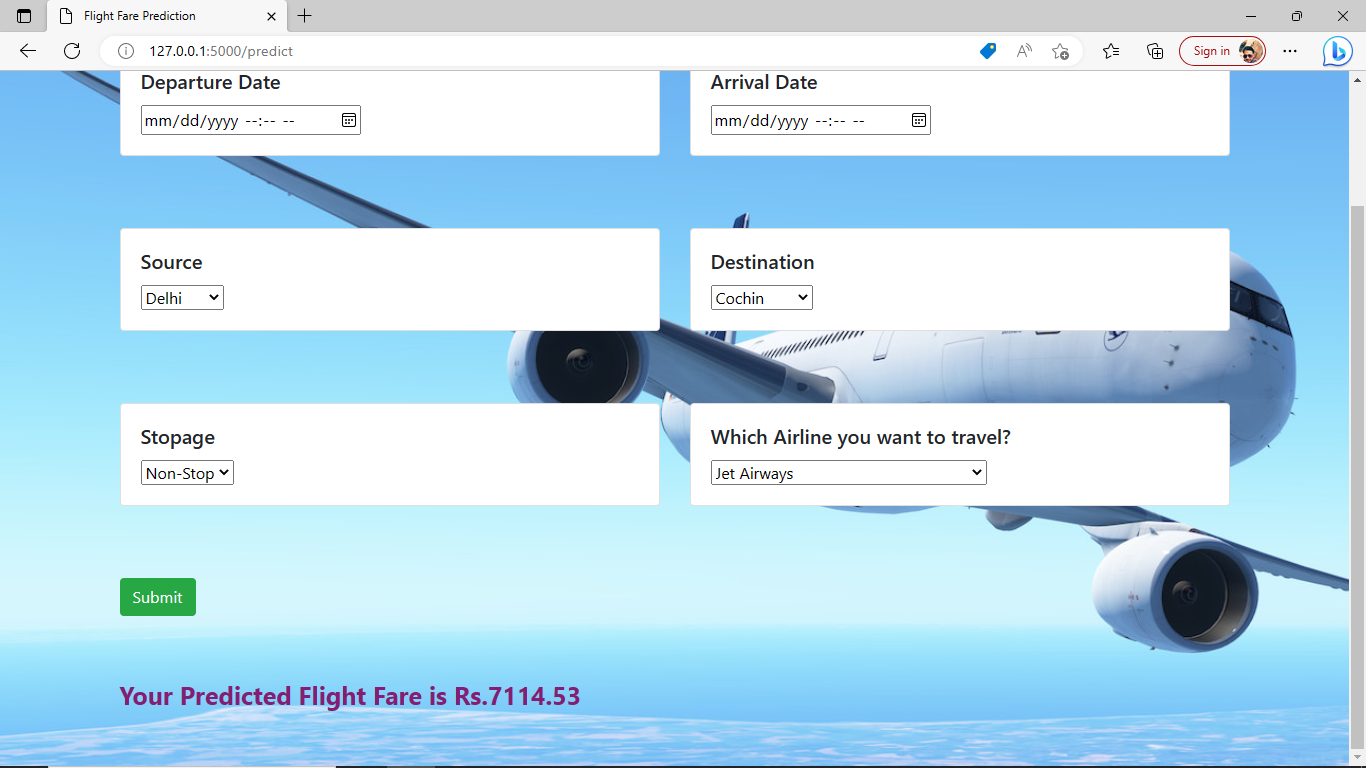 Flight Fare Prediction
127.0.0.1:5000/predict
Sign in
Departure Date
Arrival Date
mm/dd/yyyy --:-- --
mm/dd/yyyy --:-- --
Source
Destination
Delhi
Cochin
Stopage
Which Airline you want to travel?
Non-Stop
Jet Airways
Submit
Your Predicted Flight Fare is Rs.7114.53